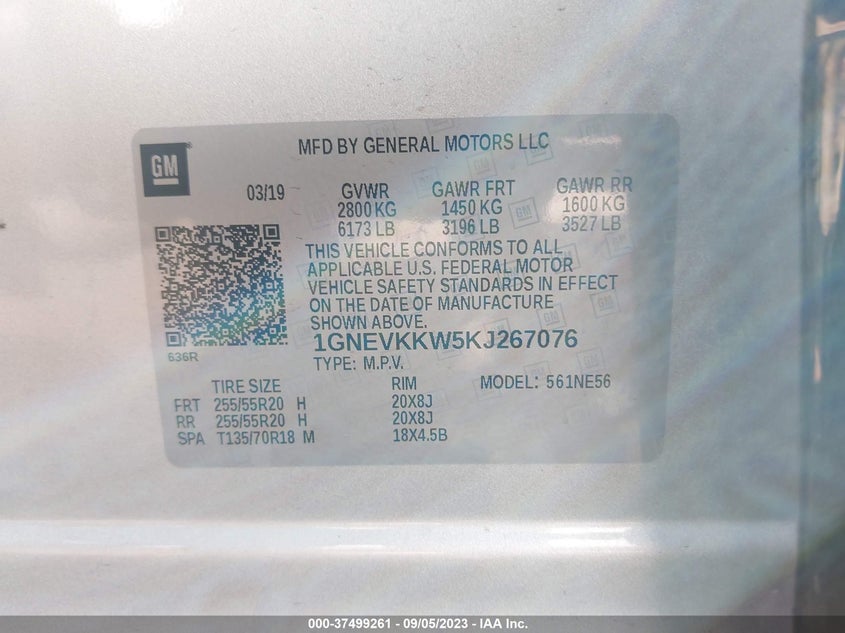 MFD BY GENERAL MOTORS LLC
GM
03/19 GVWR GAWR FRT GAWR RR
2800 KG 1450 KG 1600 KG
6173 LB 3196 LB 3527 LB
THIS VEHICLE CONFORMS TO ALL
APPLICABLE U.S. FEDERAL MOTOR
VEHICLE SAFETY STANDARDS IN EFFECT
ON THE DATE OF MANUFACTURE
SHOWN ABOVE.
636R
1GNEVKKW5KJ267076
TYPE: M.P.V.
TIRE SIZE RIM MODEL: 561NE56
FRT 255/55R20 H 20X8J
RR 255/55R20 H 20X8J
SPA T135/70R18 M 18X4.5B
000-37499261 - 09/05/2023 - © IAA, Inc.